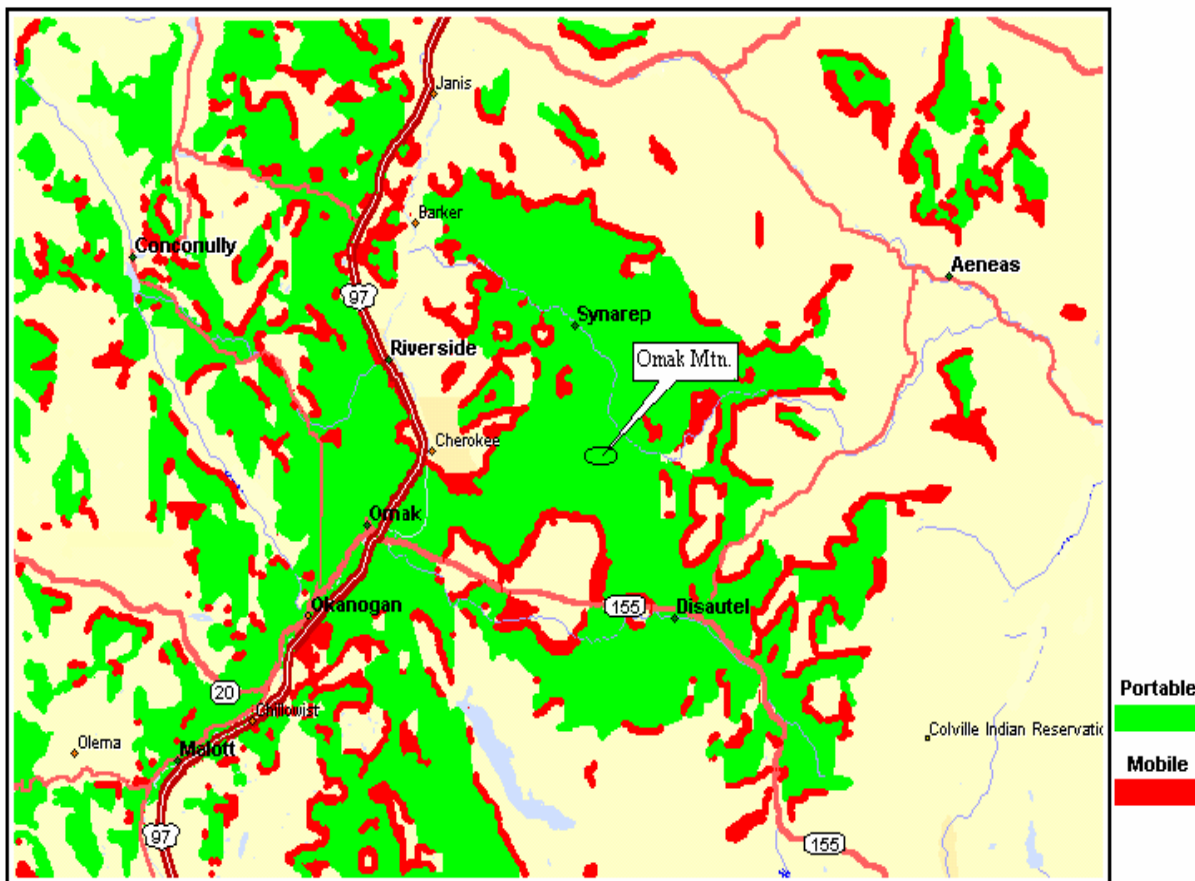 Janis
Barker
Conconully
Aeneas
97
Synarep
Riverside
Omak Mtn.
Cherokee
Omak
Okanogan
155
Disautel
20
Chillowist
Portable
Olema
Malott
Colville Indian Reservatio
Mobile
97
155